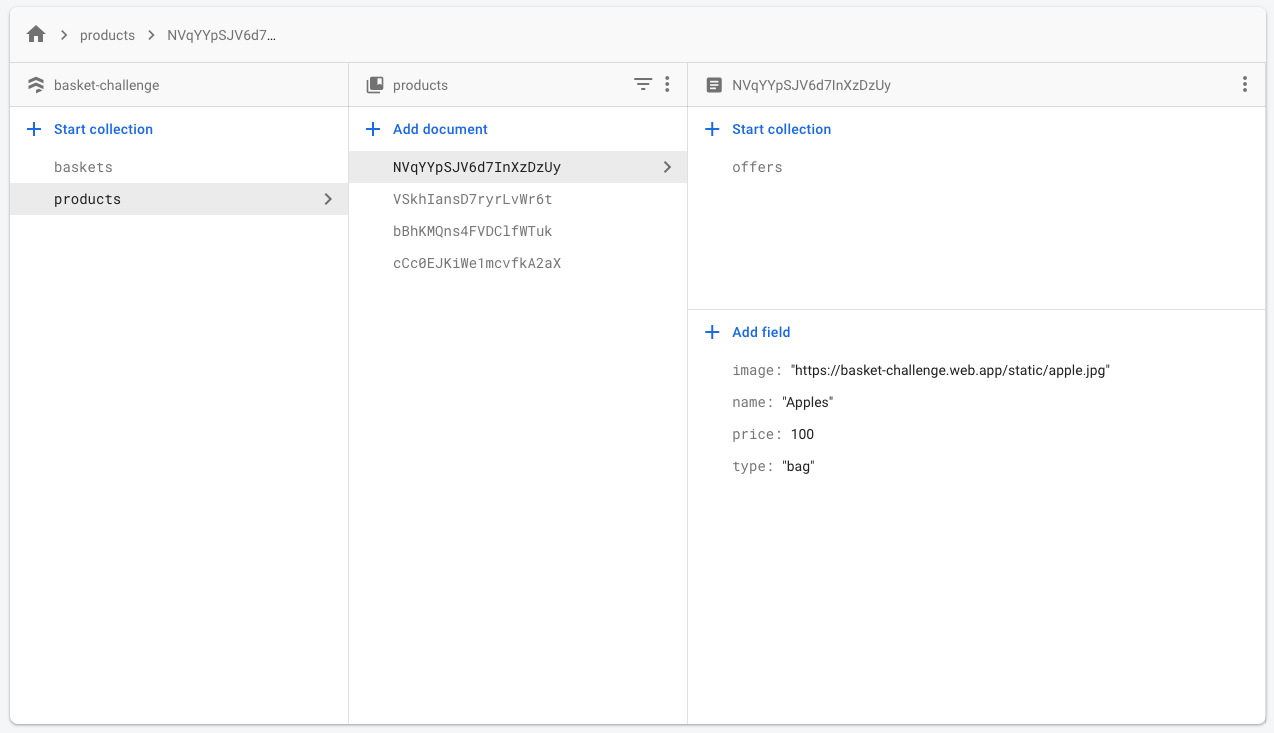 products
NVqYYpSJV6d7…
basket-challenge
Start collection
baskets
products
products
Add document
NVqYYpSJV6d7InXzDzUy
VSkhIansD7ryrLvWr6t
bBhKMQns4FVDClfWTuk
cCc0EJKiWe1mcvfkA2aX
NVqYYpSJV6d7InXzDzUy
Start collection
offers
Add field
image: "https://basket-challenge.web.app/static/apple.jpg"
name: "Apples"
price: 100
type: "bag"